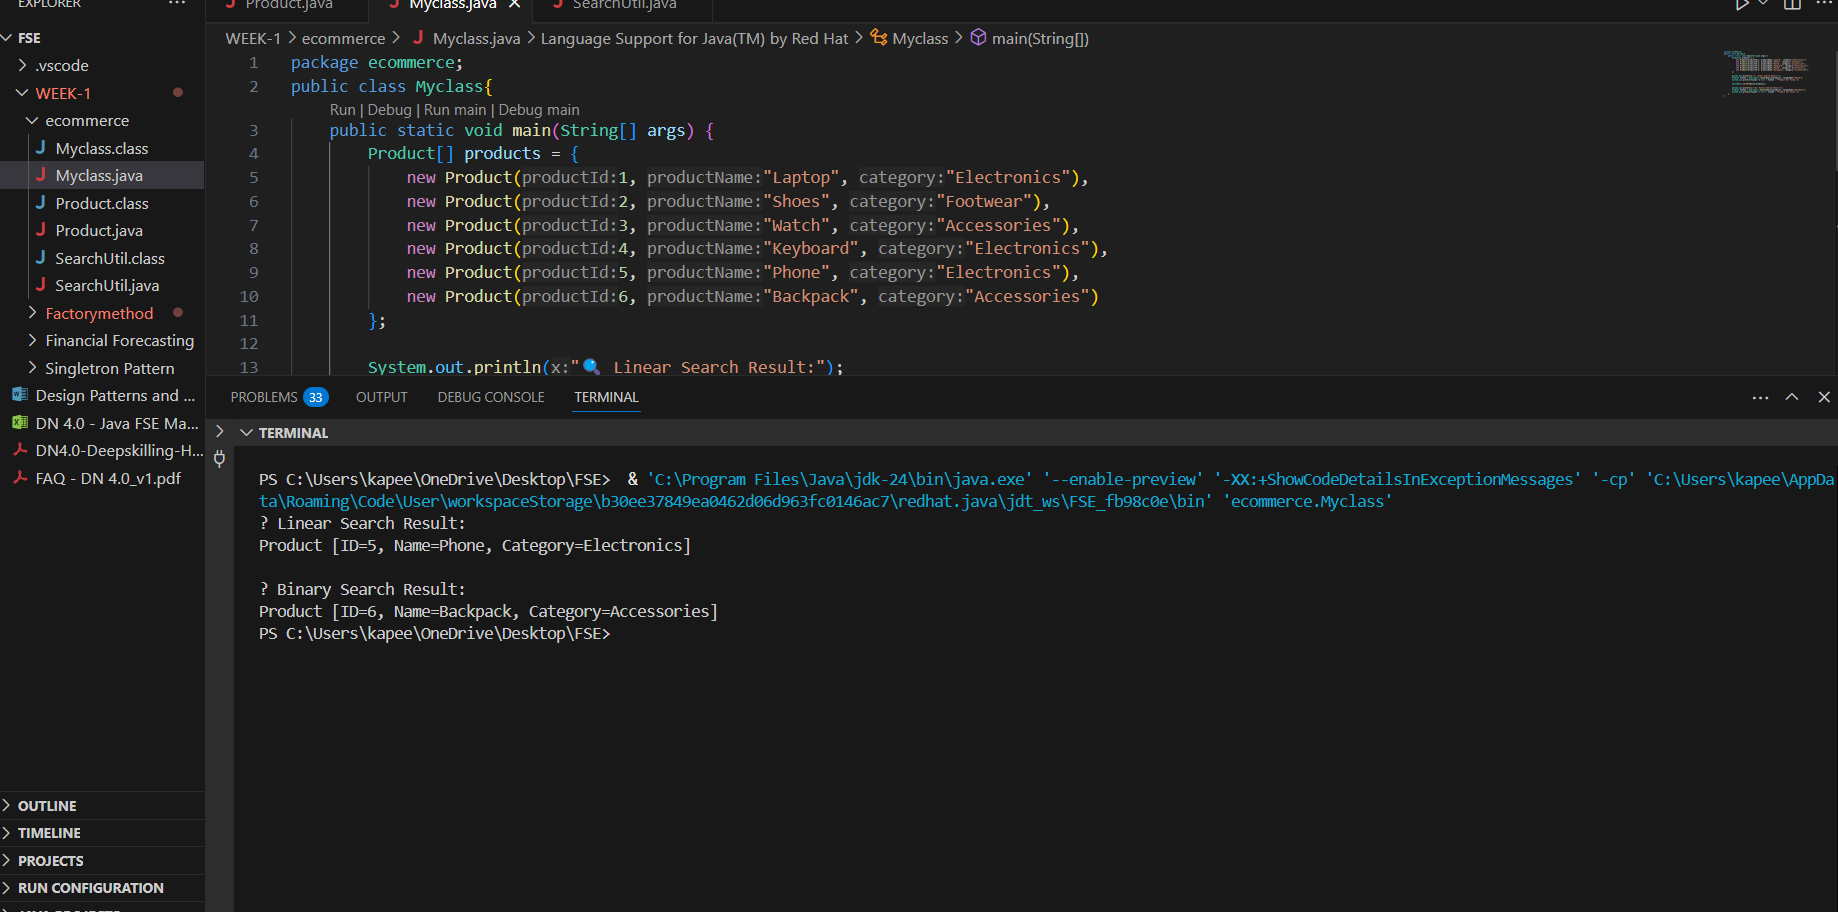 EXPLORER
FSE
.vscode
WEEK-1
ecommerce
Myclass.class
Myclass.java
Product.class
Product.java
SearchUtil.class
SearchUtil.java
Factorymethod
Financial Forecasting
Singletron Pattern
Design Patterns and ...
DN 4.0 - Java FSE Ma...
DN4.0-Deepskilling-H...
FAQ - DN 4.0_v1.pdf
OUTLINE
TIMELINE
PROJECTS
RUN CONFIGURATION
Product.java Myclass.java SearchUtil.java
WEEK-1 > ecommerce > Myclass.java > Language Support for Java(TM) by Red Hat > Myclass > main(String[])
1 package ecommerce;
2 public class Myclass{
Run | Debug | Run main | Debug main
3 public static void main(String[] args) {
4 Product[] products = {
5 new Product(productId:1, productName:"Laptop", category:"Electronics"),
6 new Product(productId:2, productName:"Shoes", category:"Footwear"),
7 new Product(productId:3, productName:"Watch", category:"Accessories"),
8 new Product(productId:4, productName:"Keyboard", category:"Electronics"),
9 new Product(productId:5, productName:"Phone", category:"Electronics"),
10 new Product(productId:6, productName:"Backpack", category:"Accessories")
11 };
12
13 System.out.println(x:"🔍 Linear Search Result:");
PROBLEMS 33 OUTPUT DEBUG CONSOLE TERMINAL
TERMINAL
PS C:\Users\kapee\OneDrive\Desktop\FSE> & 'C:\Program Files\Java\jdk-24\bin\java.exe' '--enable-preview' '-XX:+ShowCodeDetailsInExceptionMessages' '-cp' 'C:\Users\kapee\AppDa
ta\Roaming\Code\User\workspaceStorage\b30ee37849ea0462d06d963fc0146ac7\redhat.java\jdt_ws\FSE_fb98c0e\bin' 'ecommerce.Myclass'
? Linear Search Result:
Product [ID=5, Name=Phone, Category=Electronics]
? Binary Search Result:
Product [ID=6, Name=Backpack, Category=Accessories]
PS C:\Users\kapee\OneDrive\Desktop\FSE>